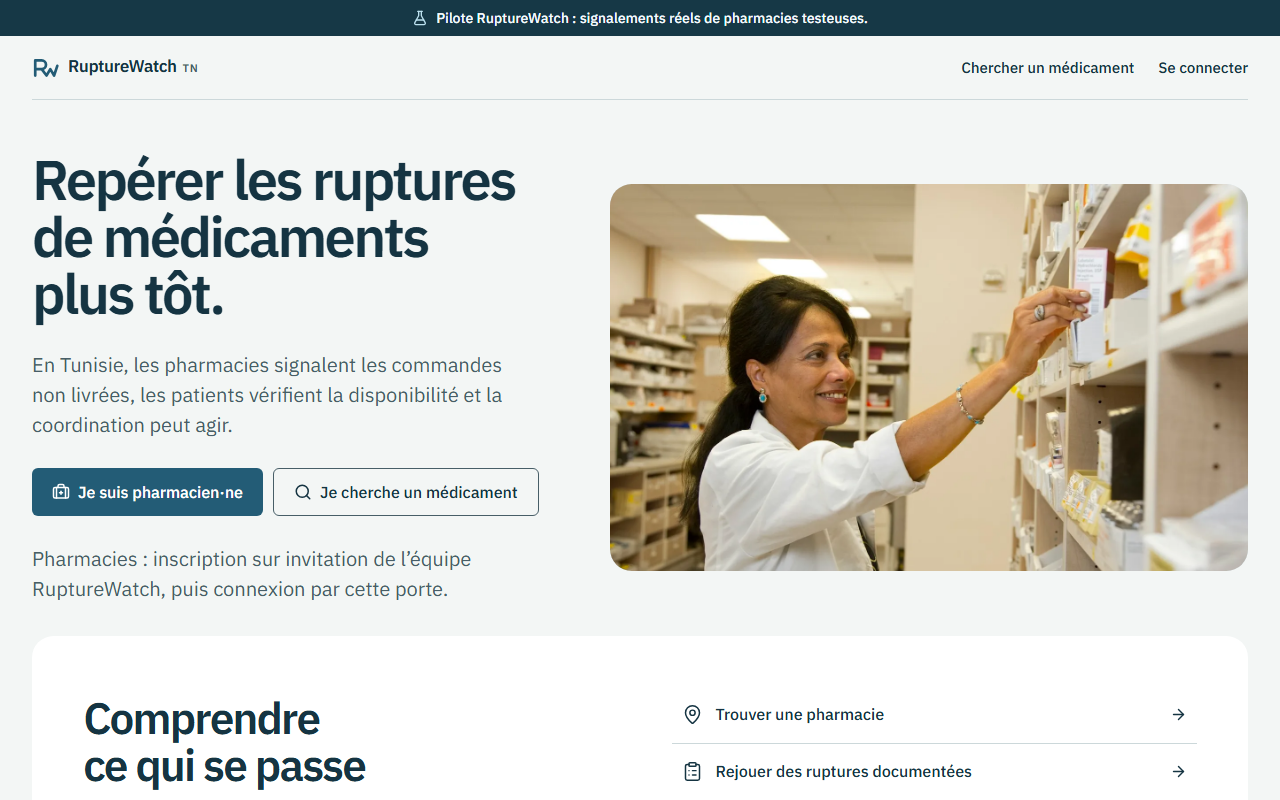 Pilote RuptureWatch : signalements réels de pharmacies testeuses.
RuptureWatch TN
Chercher un médicament
Se connecter
Repérer les ruptures
de médicaments
plus tôt.
En Tunisie, les pharmacies signalent les commandes
non livrées, les patients vérifient la disponibilité et la
coordination peut agir.
Je suis pharmacien·ne
Je cherche un médicament
Pharmacies : inscription sur invitation de l’équipe
RuptureWatch, puis connexion par cette porte.
Comprendre
ce qui se passe
Trouver une pharmacie
Rejouer des ruptures documentées